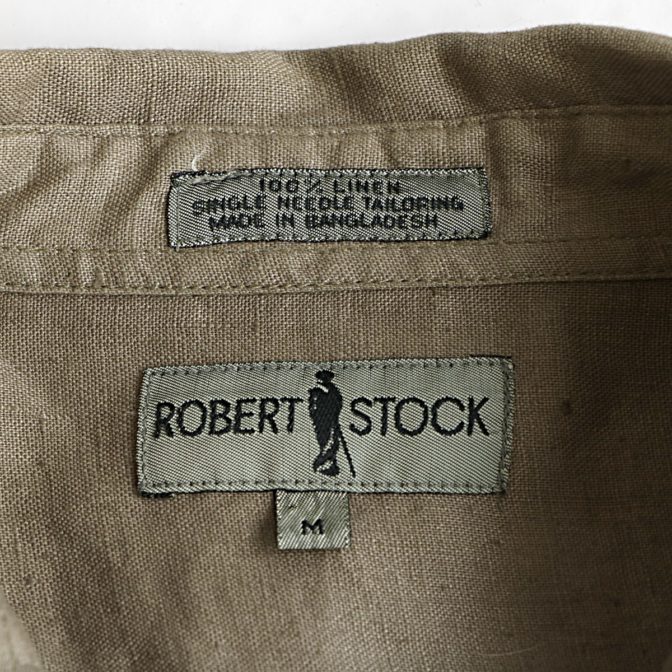 100% LINEN
SINGLE NEEDLE TAILORING
MADE IN BANGLADESH
ROBERT STOCK
M